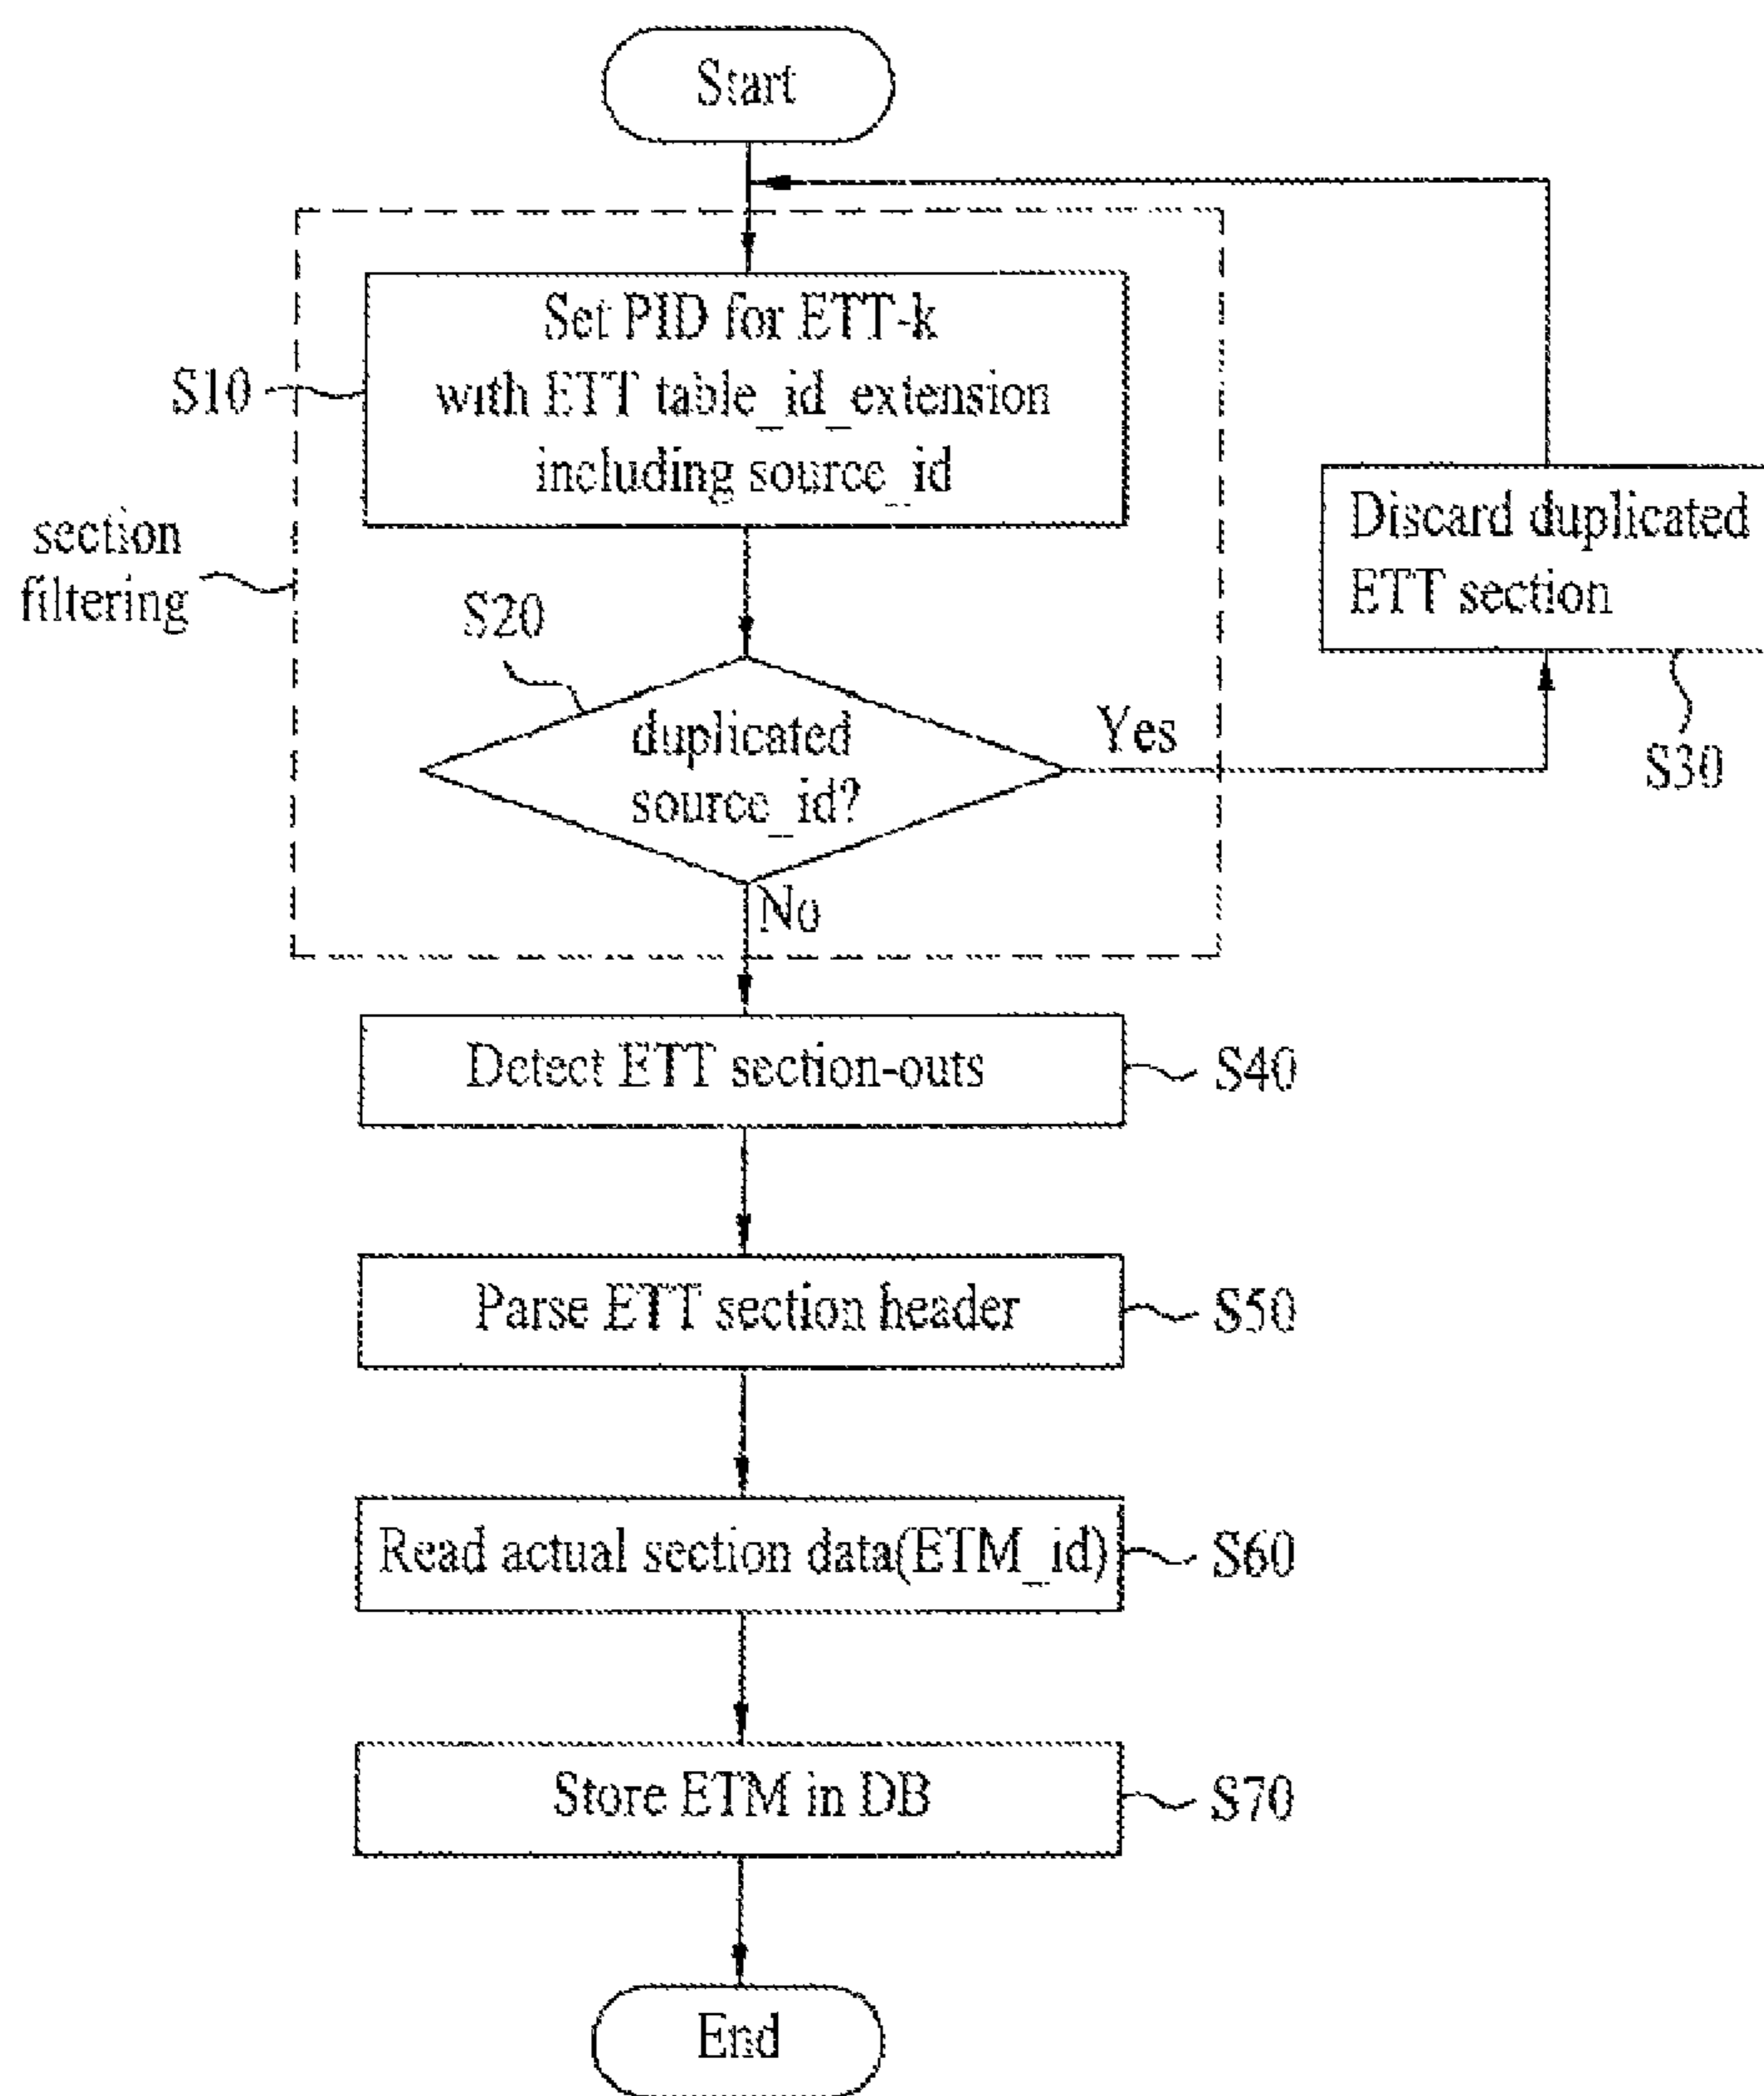 Start
Set PID for ETT-k
with ETT table_id_extension
including source_id
S10
section
filtering
Discard duplicated
ETT section
S30
S20
duplicated
source_id?
Yes
No
Detect ETT section-outs
S40
Parse ETT section header
S50
Read actual section data(ETM_id)
S60
Store ETM in DB
S70
End